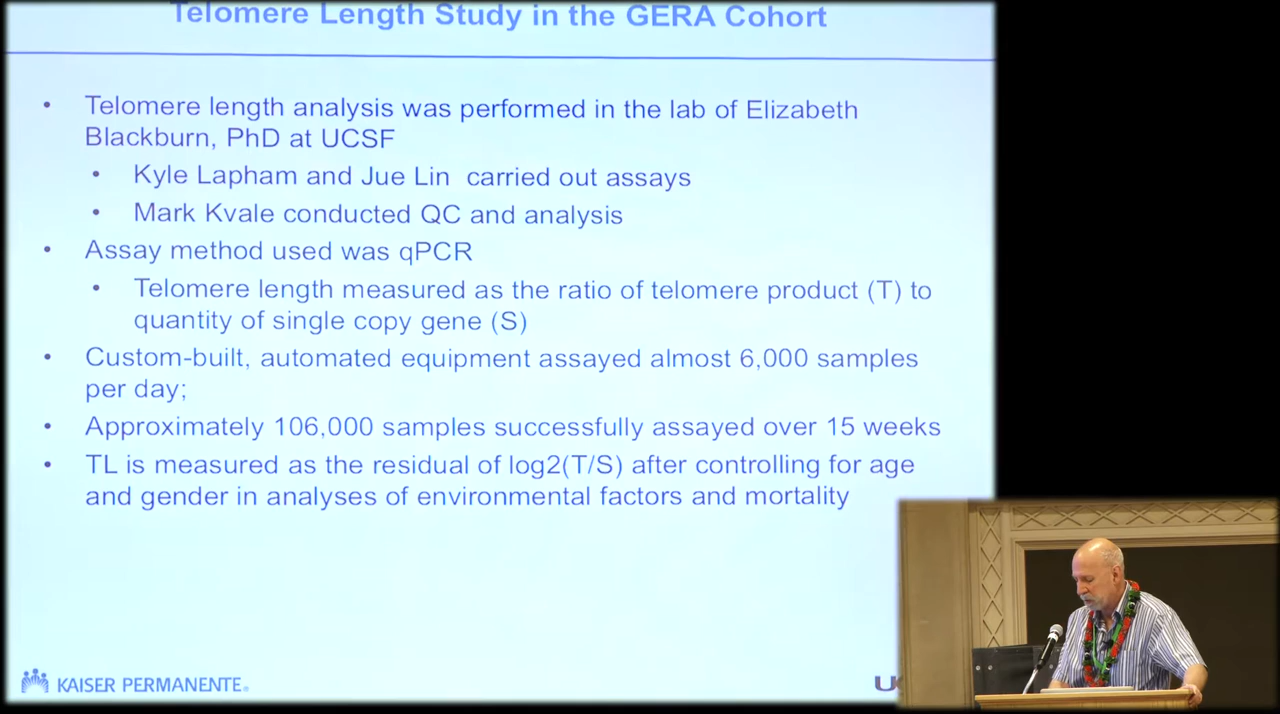 Telomere Length Study in the GERA Cohort
• Telomere length analysis was performed in the lab of Elizabeth
Blackburn, PhD at UCSF
• Kyle Lapham and Jue Lin carried out assays
• Mark Kvale conducted QC and analysis
• Assay method used was qPCR
• Telomere length measured as the ratio of telomere product (T) to
quantity of single copy gene (S)
• Custom-built, automated equipment assayed almost 6,000 samples
per day;
• Approximately 106,000 samples successfully assayed over 15 weeks
• TL is measured as the residual of log2(T/S) after controlling for age
and gender in analyses of environmental factors and mortality
KAISER PERMANENTE®